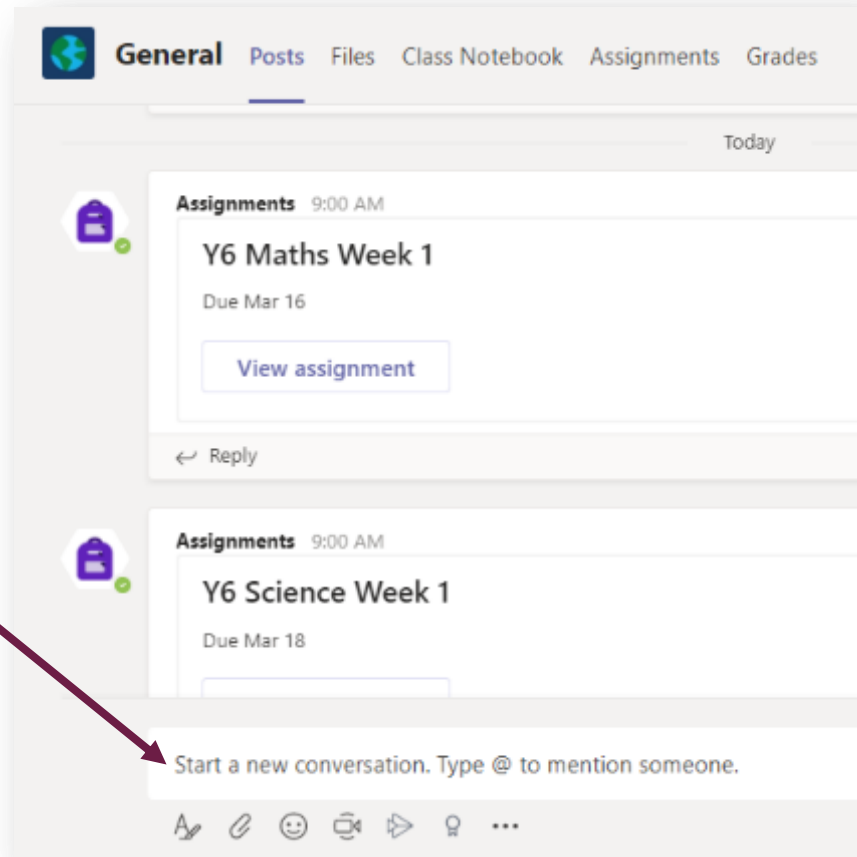 General Posts Files Class Notebook Assignments Grades
Today
Assignments 9:00 AM
Y6 Maths Week 1
Due Mar 16
View assignment
Reply
Assignments 9:00 AM
Y6 Science Week 1
Due Mar 18
Start a new conversation. Type @ to mention someone.